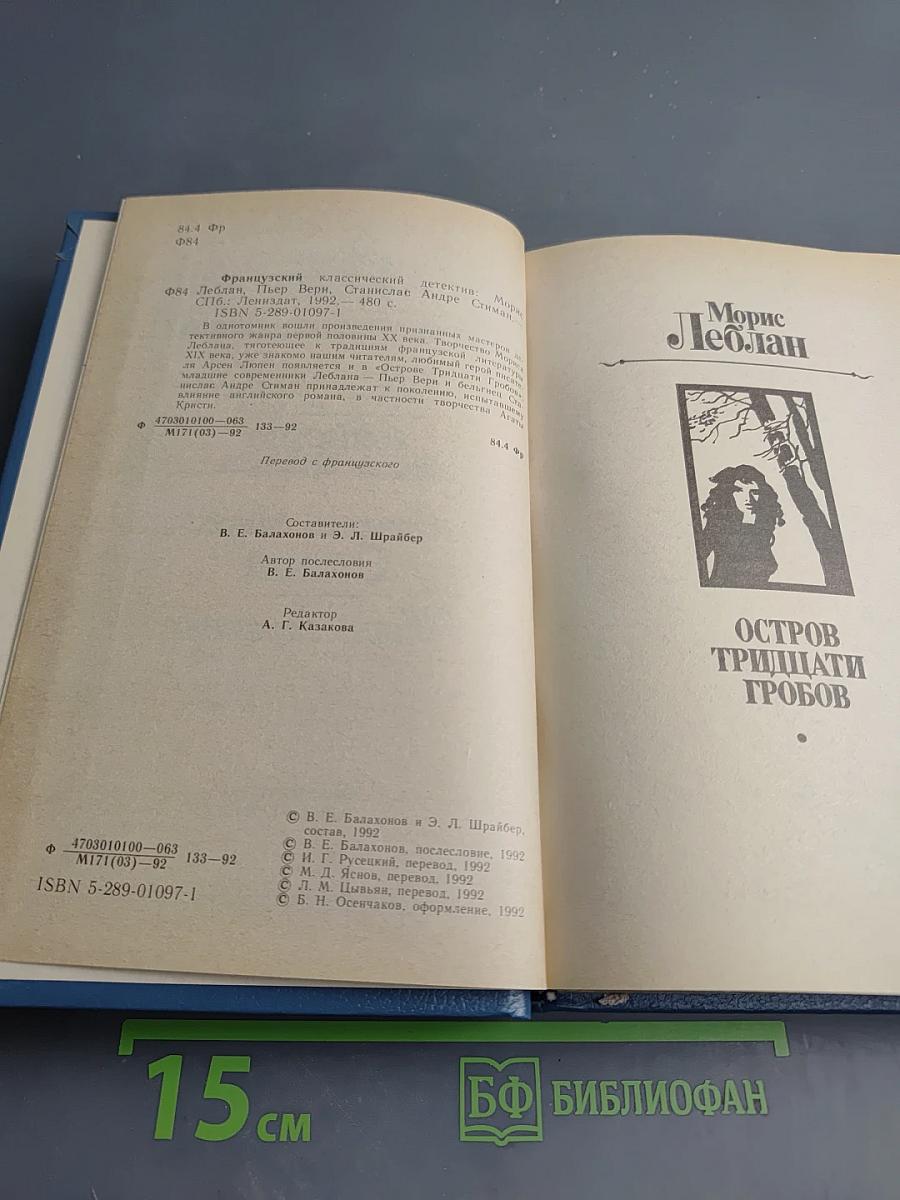 84.4 Фр
Ф84
Французский классический детектив: Морис
Ф84 Леблан, Пьер Вери, Станислас Андре Стиман.—
СПб.: Лениздат, 1992.— 480 с.
ISBN 5-289-01097-1
В однотомник вошли произведения признанных мастеров де-
тективного жанра первой половины XX века. Творчество Мориса
Леблана, тяготеющее к традициям французской литературы
XIX века, уже знакомо нашим читателям, любимый герой писате-
ля Арсен Люпен появляется и в «Острове Тридцати Гробов»,
младшие современники Леблана — Пьер Вери и бельгиец Ста-
нислас Андре Стиман принадлежат к поколению, испытавшему
влияние английского романа, в частности творчества Агаты
Кристи.
Ф 4703010100—063
М171(03)—92 133—92
84.4 Фр
Перевод с французского
Составители:
В. Е. Балахонов и Э. Л. Шрайбер
Автор послесловия
В. Е. Балахонов
Редактор
А. Г. Казакова
© В. Е. Балахонов и Э. Л. Шрайбер,
состав, 1992
© В. Е. Балахонов, послесловие, 1992
© И. Г. Русецкий, перевод, 1992
© М. Д. Яснов, перевод, 1992
© Л. М. Цывьян, перевод, 1992
© Б. Н. Осенчаков, оформление, 1992
Ф 4703010100—063
М171(03)—92 133—92
ISBN 5-289-01097-1
Морис
Леблан
ОСТРОВ
ТРИДЦАТИ
ГРОБОВ
15 см
БФ БИБЛИОФАН